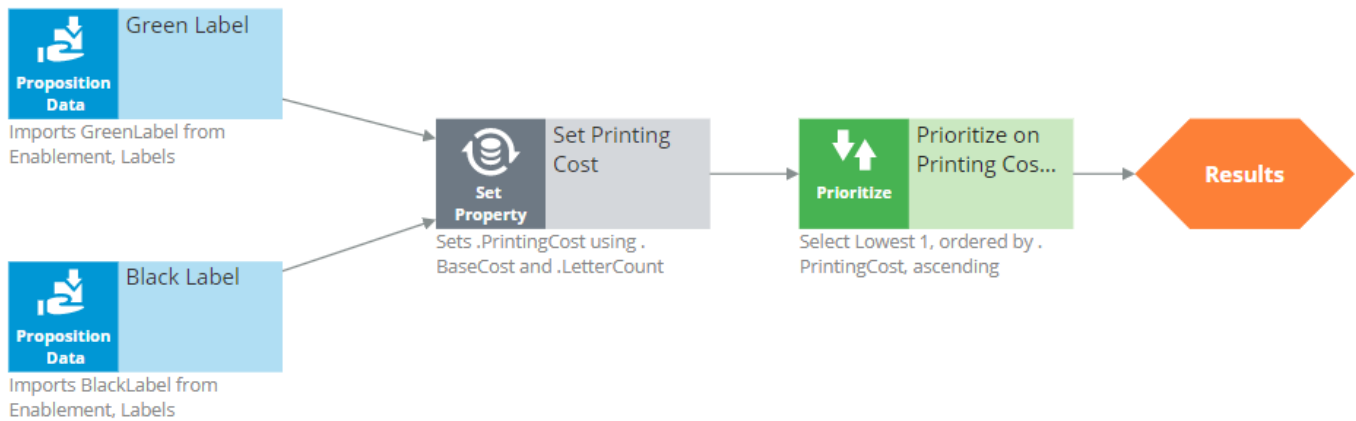 Green Label
Proposition
Data
Imports GreenLabel from
Enablement, Labels
Set Printing
Cost
Set
Property
Sets .PrintingCost using .
BaseCost and .LetterCount
Prioritize on
Printing Cos...
Prioritize
Select Lowest 1, ordered by .
PrintingCost, ascending
Results
Black Label
Proposition
Data
Imports BlackLabel from
Enablement, Labels